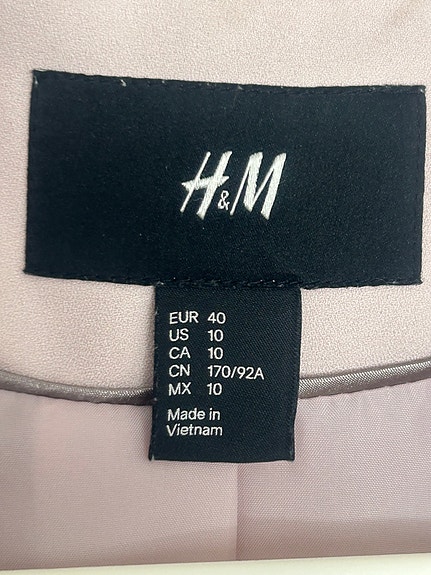 H&M
EUR 40
US 10
CA 10
CN 170/92A
MX 10
Made in
Vietnam